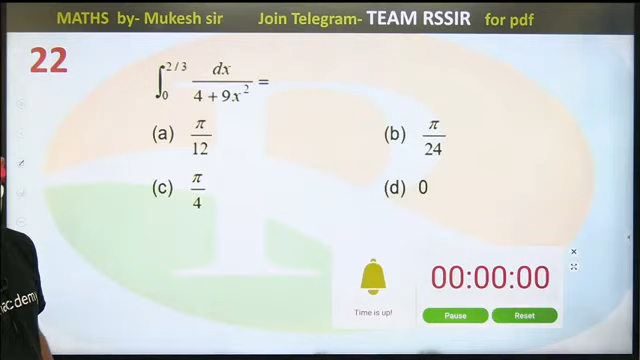 MATHS by- Mukesh sir Join Telegram- TEAM RSSIR for pdf
22
∫₀^{2/3} dx / (4 + 9x²) =
(a) π/12 (b) π/24
(c) π/4 (d) 0
00:00:00
Time is up!
Pause Reset